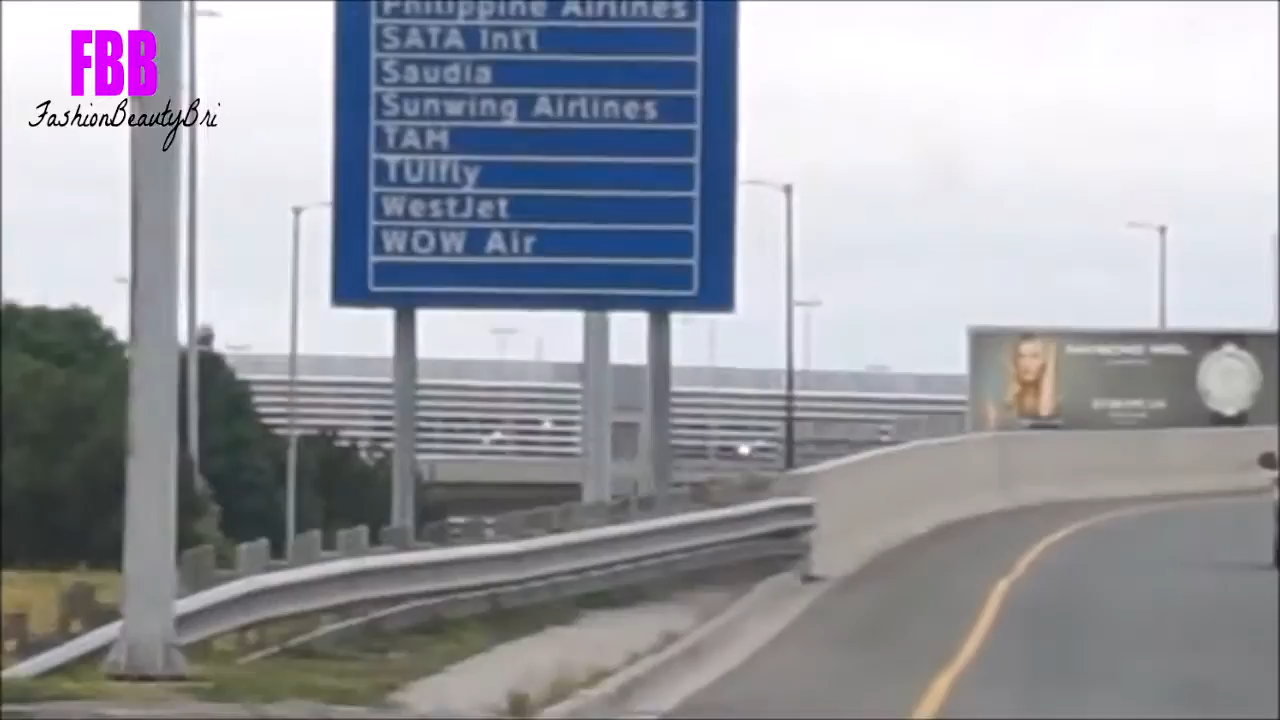 FBB
FashionBeautyBri
Philippine Airlines
SATA Int'l
Saudia
Sunwing Airlines
TAM
TUIfly
WestJet
WOW Air